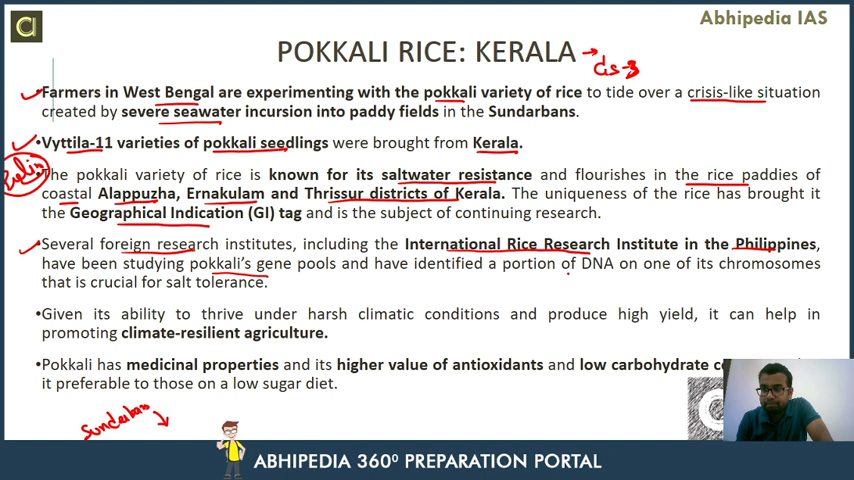 Abhipedia IAS
POKKALI RICE: KERALA → GS-3
•Farmers in West Bengal are experimenting with the pokkali variety of rice to tide over a crisis-like situation
created by severe seawater incursion into paddy fields in the Sundarbans.
•Vyttila-11 varieties of pokkali seedlings were brought from Kerala.
•The pokkali variety of rice is known for its saltwater resistance and flourishes in the rice paddies of
coastal Alappuzha, Ernakulam and Thrissur districts of Kerala. The uniqueness of the rice has brought it
the Geographical Indication (GI) tag and is the subject of continuing research.
•Several foreign research institutes, including the International Rice Research Institute in the Philippines,
have been studying pokkali's gene pools and have identified a portion of DNA on one of its chromosomes
that is crucial for salt tolerance.
•Given its ability to thrive under harsh climatic conditions and produce high yield, it can help in
promoting climate-resilient agriculture.
•Pokkali has medicinal properties and its higher value of antioxidants and low carbohydrate
it preferable to those on a low sugar diet.
Sundarbans
ABHIPEDIA 360⁰ PREPARATION PORTAL